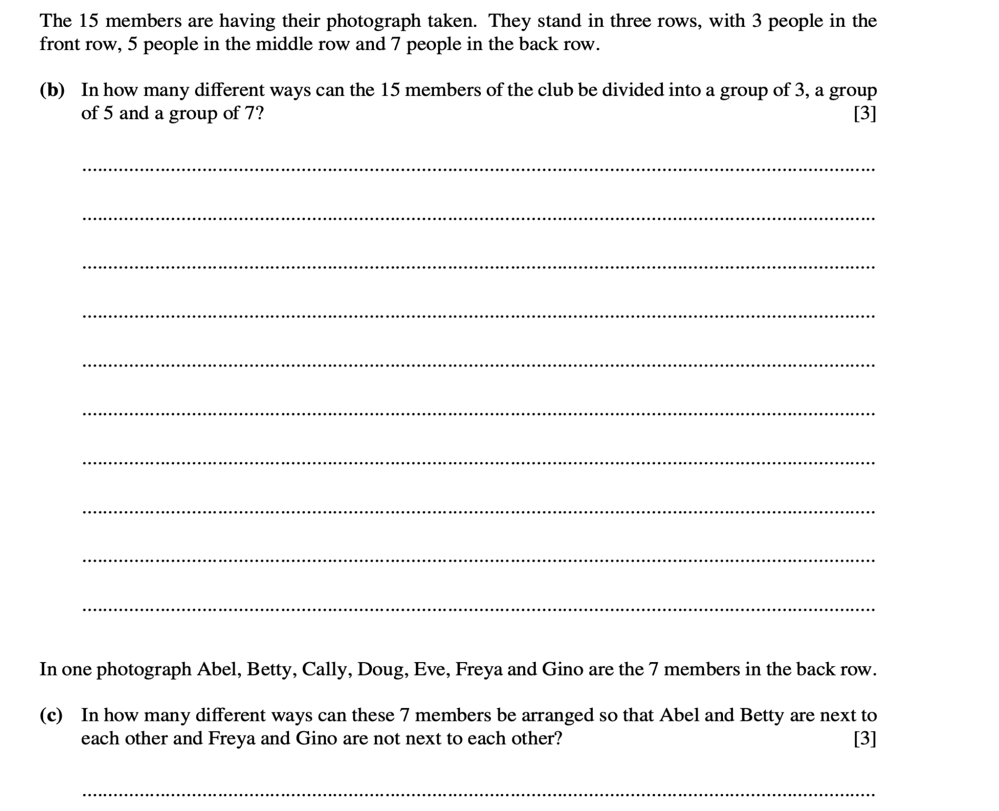 The 15 members are having their photograph taken. They stand in three rows, with 3 people in the
front row, 5 people in the middle row and 7 people in the back row.
(b) In how many different ways can the 15 members of the club be divided into a group of 3, a group
of 5 and a group of 7? [3]
In one photograph Abel, Betty, Cally, Doug, Eve, Freya and Gino are the 7 members in the back row.
(c) In how many different ways can these 7 members be arranged so that Abel and Betty are next to
each other and Freya and Gino are not next to each other? [3]